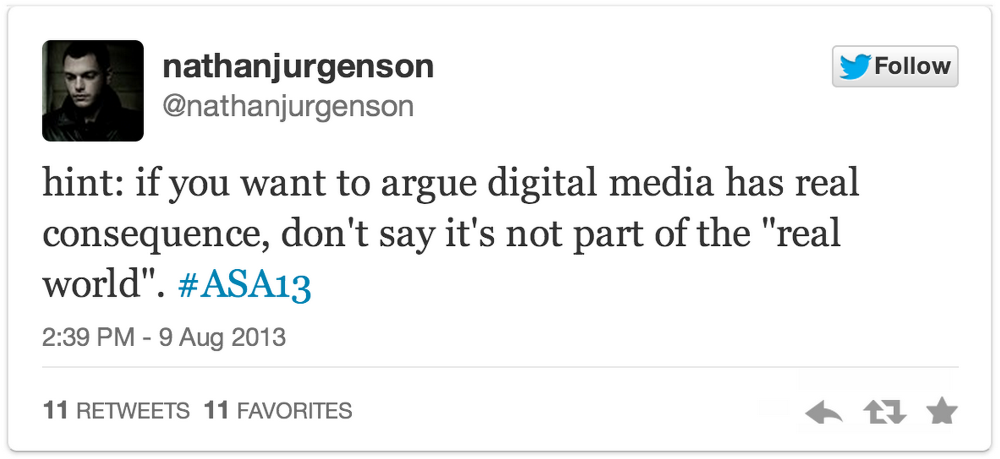 nathanjurgenson
@nathanjurgenson
Follow
hint: if you want to argue digital media has real
consequence, don't say it's not part of the "real
world". #ASA13
2:39 PM - 9 Aug 2013
11 RETWEETS 11 FAVORITES